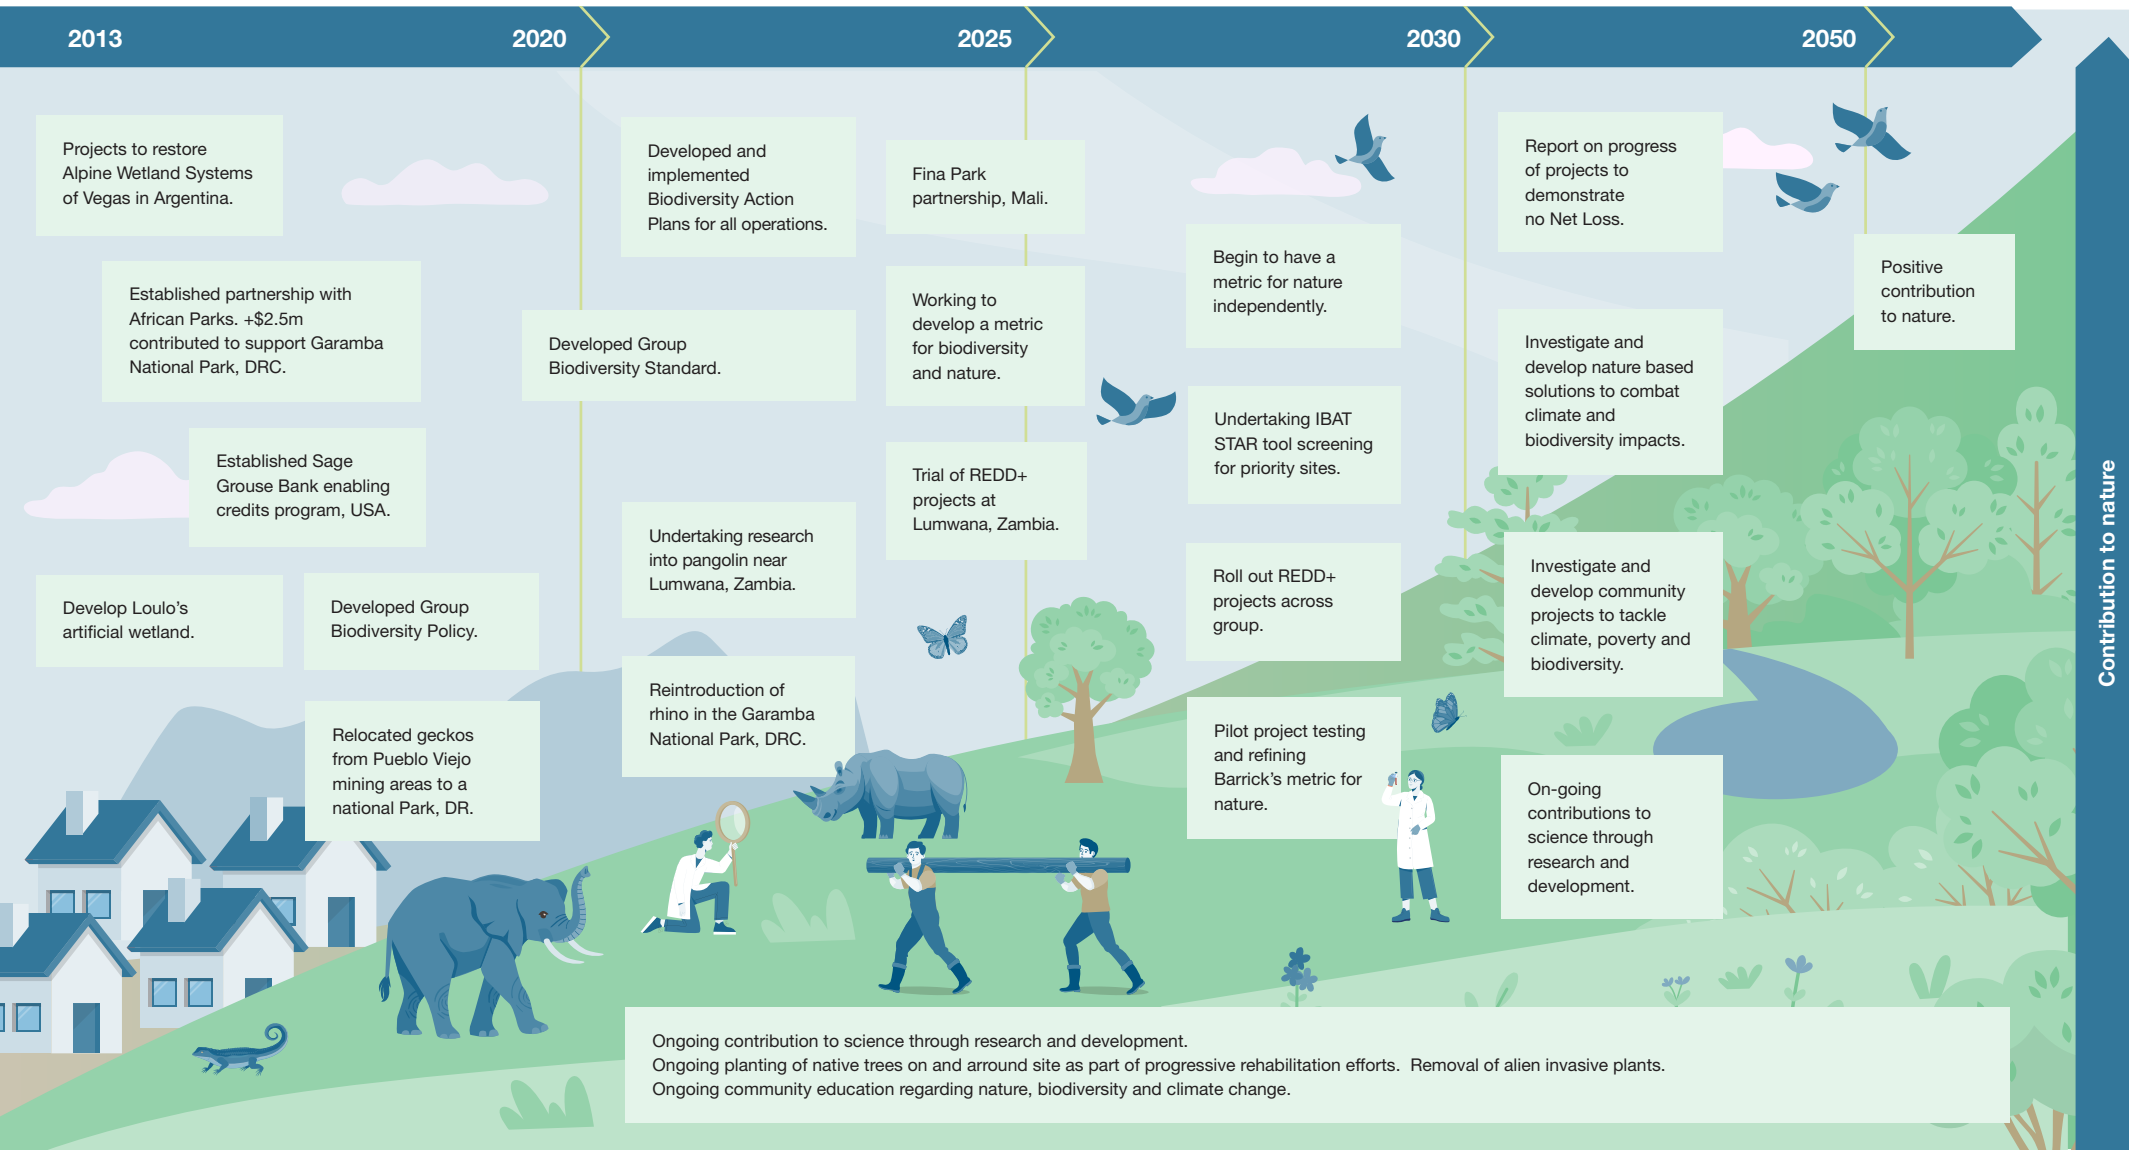 2013
2020
2025
2030
2050
Projects to restore
Alpine Wetland Systems
of Vegas in Argentina.
Established partnership with
African Parks. +$2.5m
contributed to support Garamba
National Park, DRC.
Established Sage
Grouse Bank enabling
credits program, USA.
Develop Loulo’s
artificial wetland.
Developed Group
Biodiversity Policy.
Relocated geckos
from Pueblo Viejo
mining areas to a
national Park, DR.
Developed and
implemented
Biodiversity Action
Plans for all operations.
Developed Group
Biodiversity Standard.
Undertaking research
into pangolin near
Lumwana, Zambia.
Reintroduction of
rhino in the Garamba
National Park, DRC.
Fina Park
partnership, Mali.
Working to
develop a metric
for biodiversity
and nature.
Trial of REDD+
projects at
Lumwana, Zambia.
Begin to have a
metric for nature
independently.
Undertaking IBAT
STAR tool screening
for priority sites.
Roll out REDD+
projects across
group.
Pilot project testing
and refining
Barrick’s metric for
nature.
Report on progress
of projects to
demonstrate
no Net Loss.
Investigate and
develop nature based
solutions to combat
climate and
biodiversity impacts.
Investigate and
develop community
projects to tackle
climate, poverty and
biodiversity.
On-going
contributions to
science through
research and
development.
Positive
contribution
to nature.
Contribution to nature
Ongoing contribution to science through research and development.
Ongoing planting of native trees on and arround site as part of progressive rehabilitation efforts.  Removal of alien invasive plants.
Ongoing community education regarding nature, biodiversity and climate change.